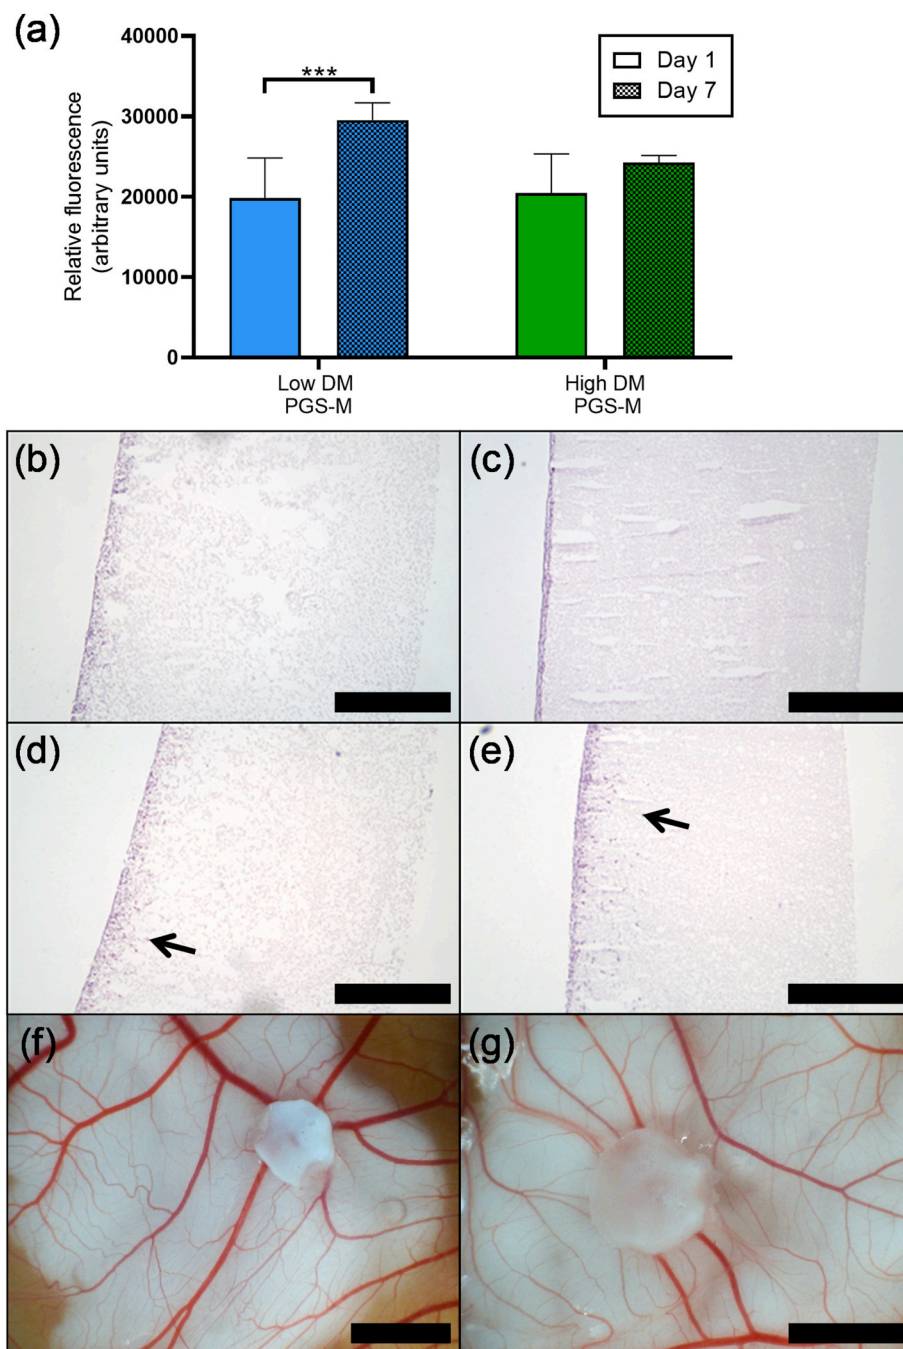 (a)
40000
30000
20000
10000
0
Relative fluorescence
(arbitrary units)
***
Day 1
Day 7
Low DM
PGS-M
High DM
PGS-M
(b)
(c)
(d)
(e)
(f)
(g)